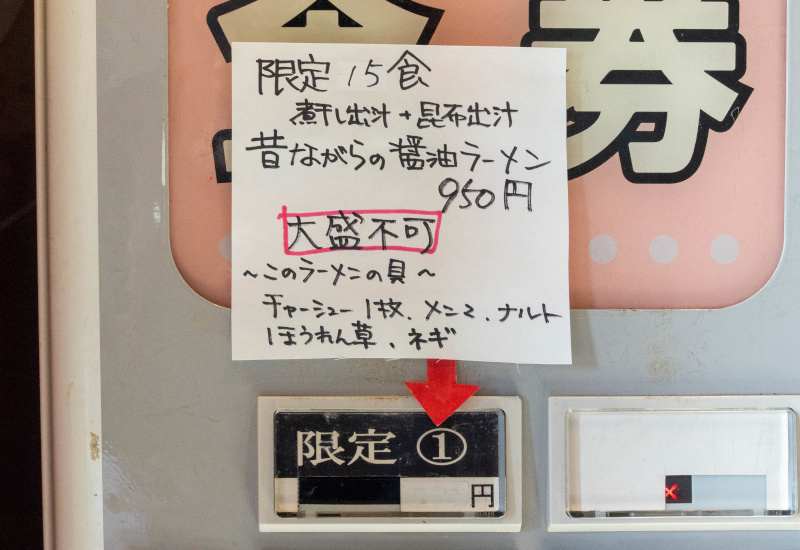 券
限定 15食
煮干し出汁+昆布出汁
昔ながらの醤油ラーメン
950円
大盛不可
~このラーメンの具~
チャーシュー1枚、メンマ、ナルト
ほうれん草、ネギ
限定 ①
円
×